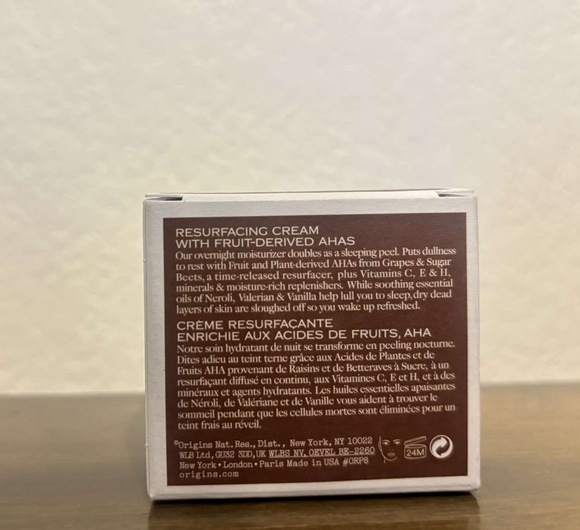 RESURFACING CREAM
WITH FRUIT-DERIVED AHAS
Our overnight moisturizer doubles as a sleeping peel. Puts dullness
to rest with Fruit and Plant-derived AHAs from Grapes & Sugar
Beets, a time-released resurfacer, plus Vitamins C, E & H,
minerals & moisture-rich replenishers. While soothing essential
oils of Neroli, Valerian & Vanilla help lull you to sleep, dry dead
layers of skin are sloughed off so you wake up refreshed.
CRÈME RESURFAÇANTE
ENRICHIE AUX ACIDES DE FRUITS, AHA
Notre soin hydratant de nuit se transforme en peeling nocturne.
Dites adieu au teint terne grâce aux Acides de Plantes et de
Fruits AHA provenant de Raisins et de Betteraves à Sucre, à un
resurfaçant diffusé en continu, aux Vitamines C, E et H, et à des
minéraux et agents hydratants. Les huiles essentielles apaisantes
de Néroli, de Valériane et de Vanille vous aident à trouver le
sommeil pendant que les cellules mortes sont éliminées pour un
teint frais au réveil.
©Origins Nat. Res., Dist., New York, NY 10022
WLB Ltd, GU32 3DD, UK WLBS NV, OEVEL BE-2260
New York • London • Paris Made in USA #0RP8
origins.com
24M